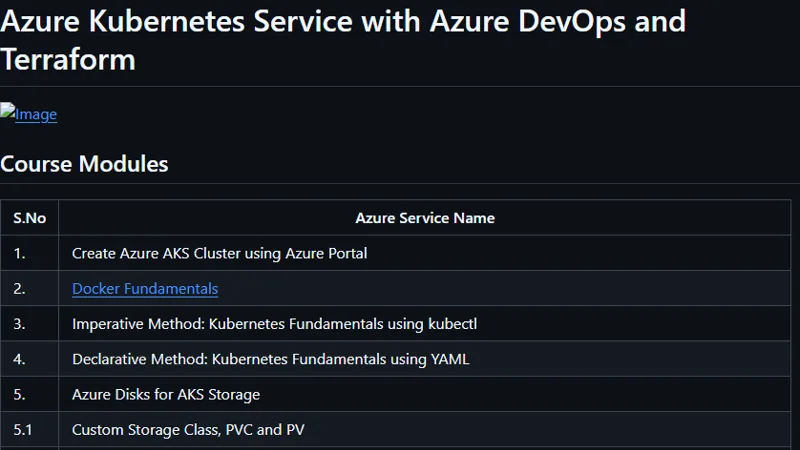 Azure Kubernetes Service with Azure DevOps and
Terraform
Image
Course Modules
S.No Azure Service Name
1. Create Azure AKS Cluster using Azure Portal
2. Docker Fundamentals
3. Imperative Method: Kubernetes Fundamentals using kubectl
4. Declarative Method: Kubernetes Fundamentals using YAML
5. Azure Disks for AKS Storage
5.1 Custom Storage Class, PVC and PV